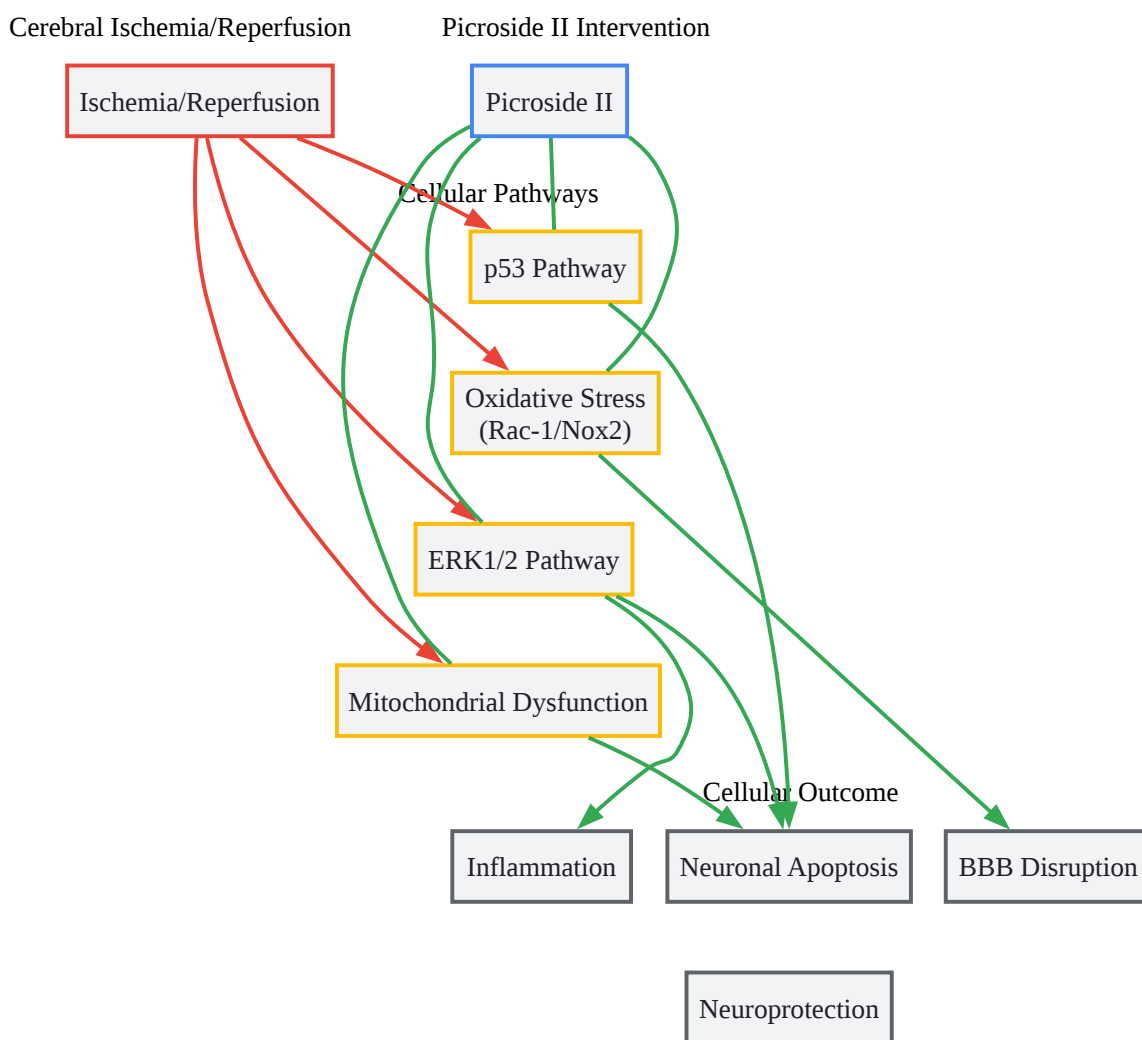 Cerebral Ischemia/Reperfusion
Picroside II Intervention
Ischemia/Reperfusion
Picroside II
Cellular Pathways
p53 Pathway
Oxidative Stress
(Rac-1/Nox2)
ERK1/2 Pathway
Mitochondrial Dysfunction
Cellular Outcome
Inflammation
Neuronal Apoptosis
BBB Disruption
Neuroprotection